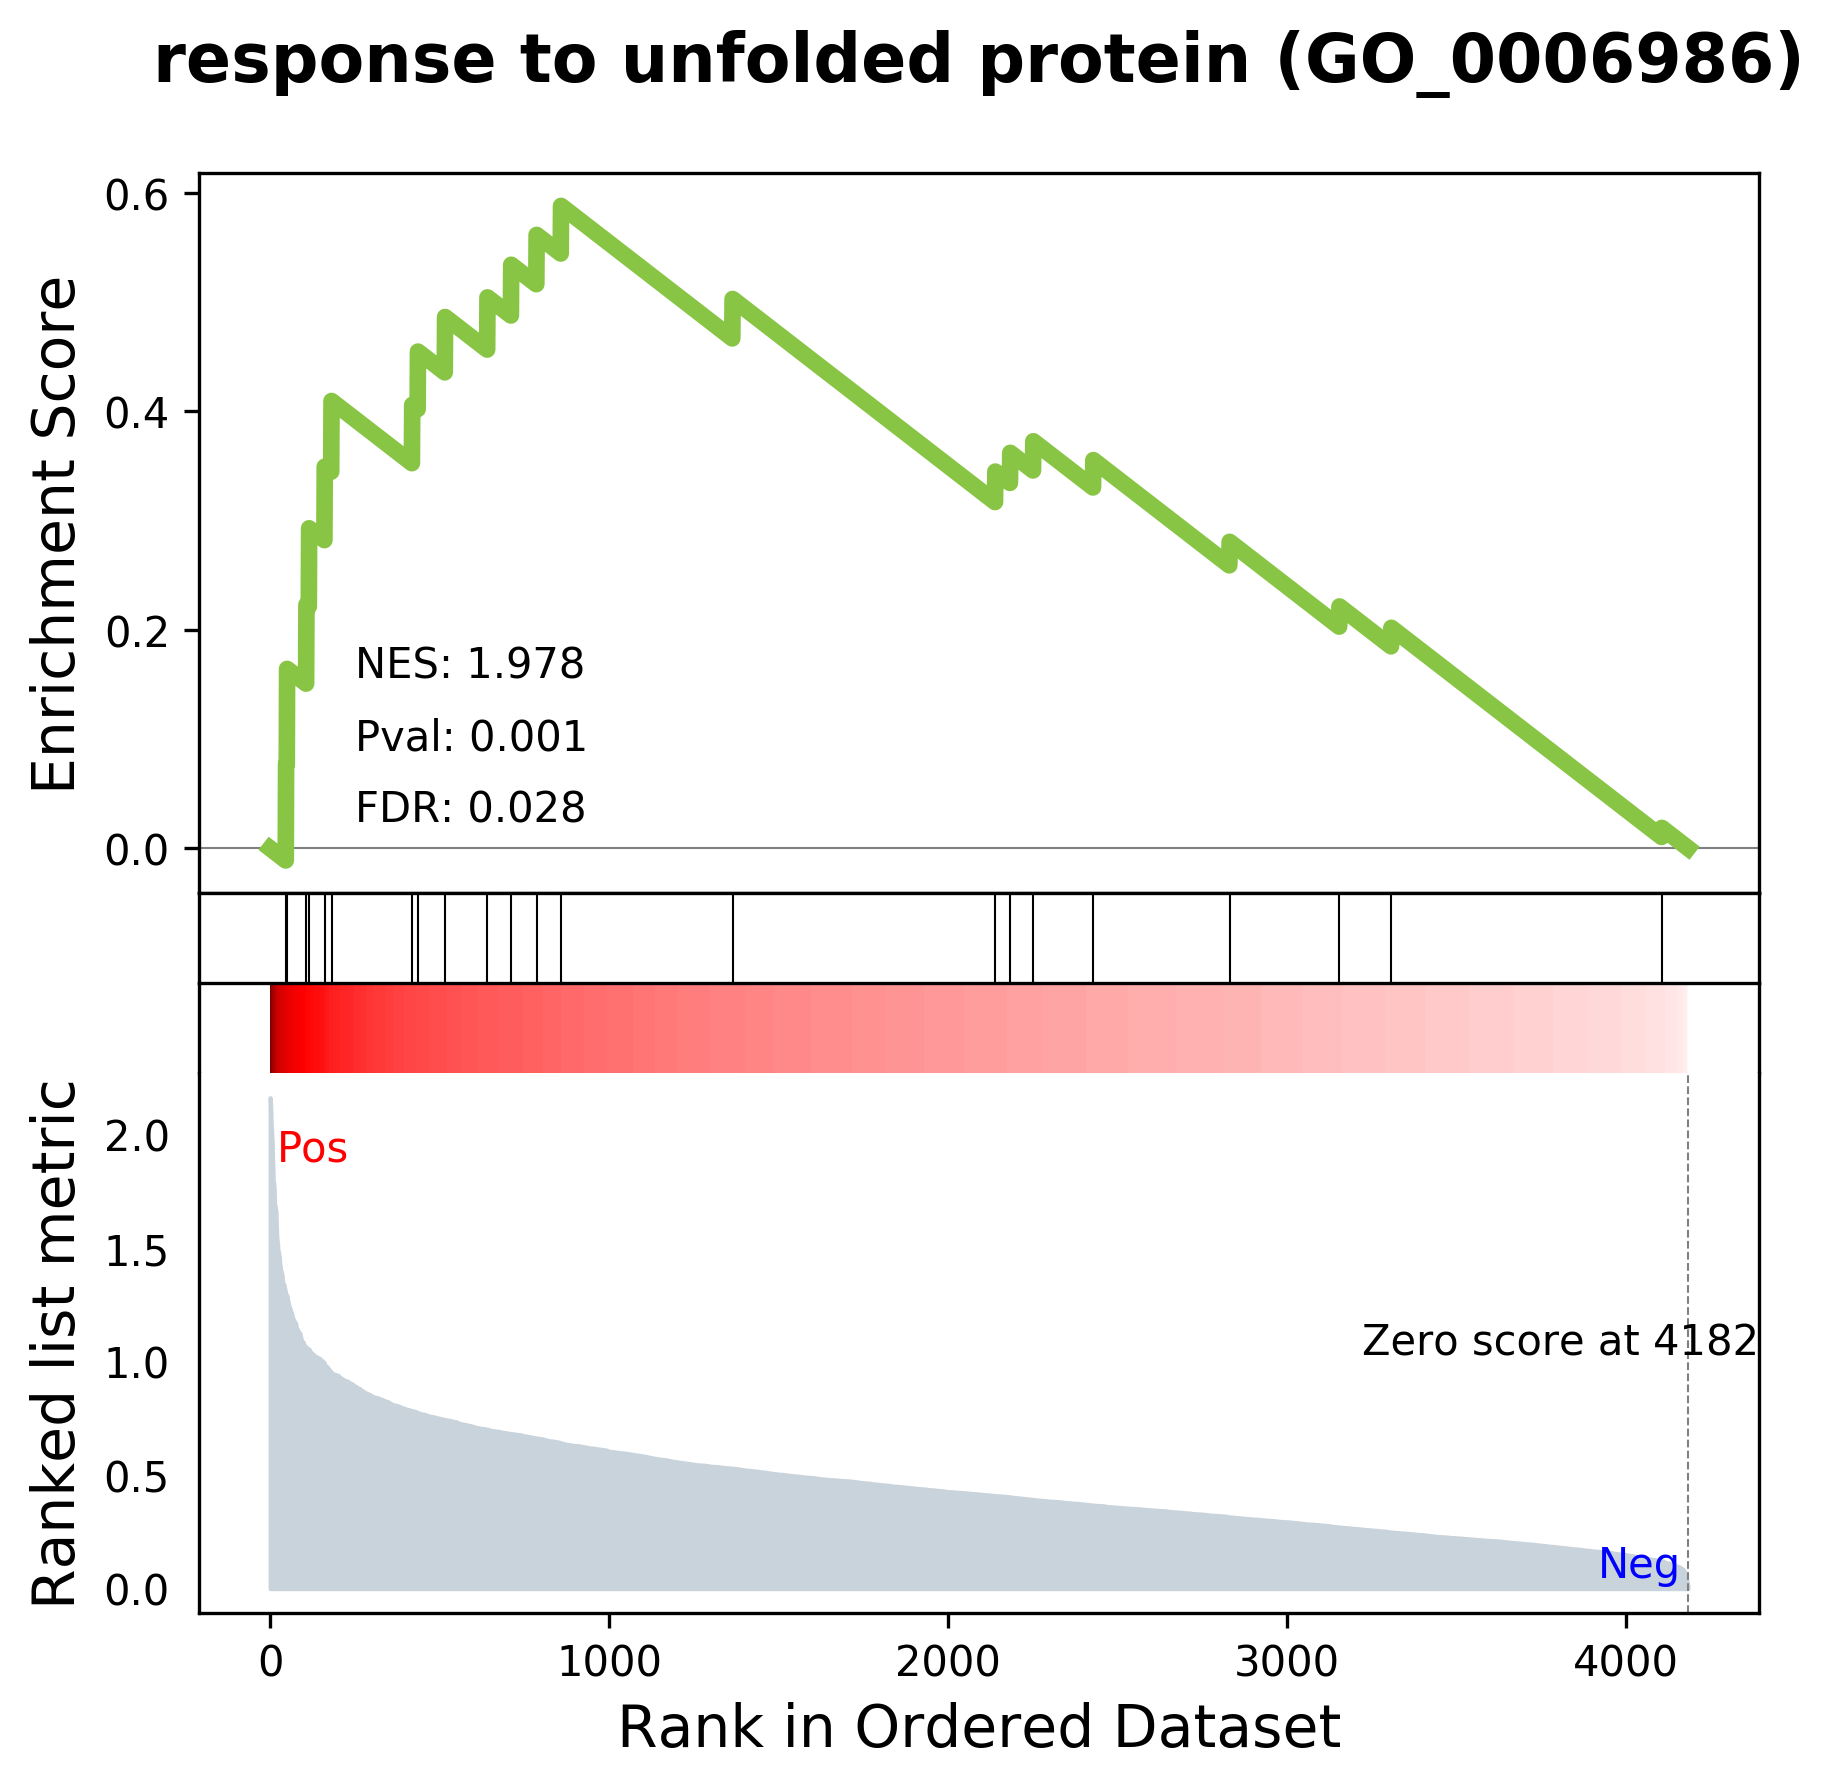 response to unfolded protein (GO_0006986)
Enrichment Score
0.6
0.4
0.2
0.0
NES: 1.978
Pval: 0.001
FDR: 0.028
Ranked list metric
2.0
1.5
1.0
0.5
0.0
Pos
Zero score at 4182
Neg
0 1000 2000 3000 4000
Rank in Ordered Dataset